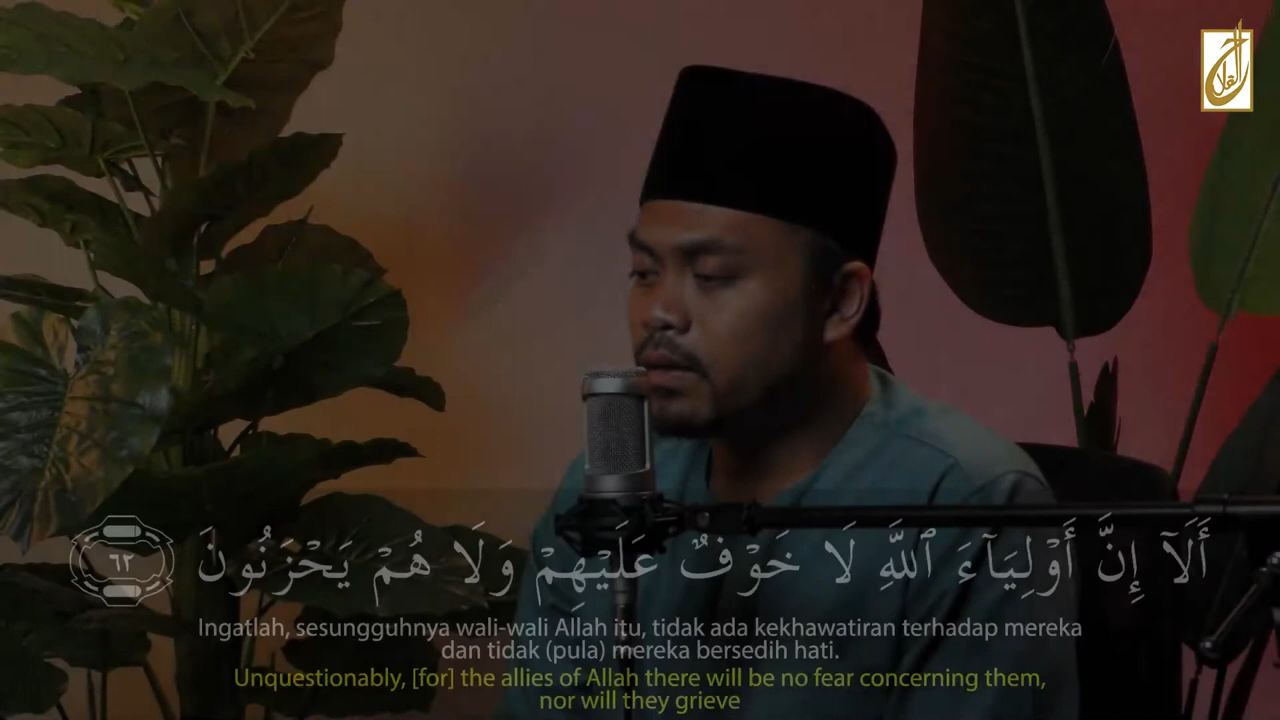 أَلَآ إِنَّ أَوْلِيَآءَ ٱللَّهِ لَا خَوْفٌ عَلَيْهِمْ وَلَا هُمْ يَحْزَنُونَ ٦٢
Ingatlah, sesungguhnya wali-wali Allah itu, tidak ada kekhawatiran terhadap mereka
dan tidak (pula) mereka bersedih hati.
Unquestionably, [for] the allies of Allah there will be no fear concerning them,
nor will they grieve